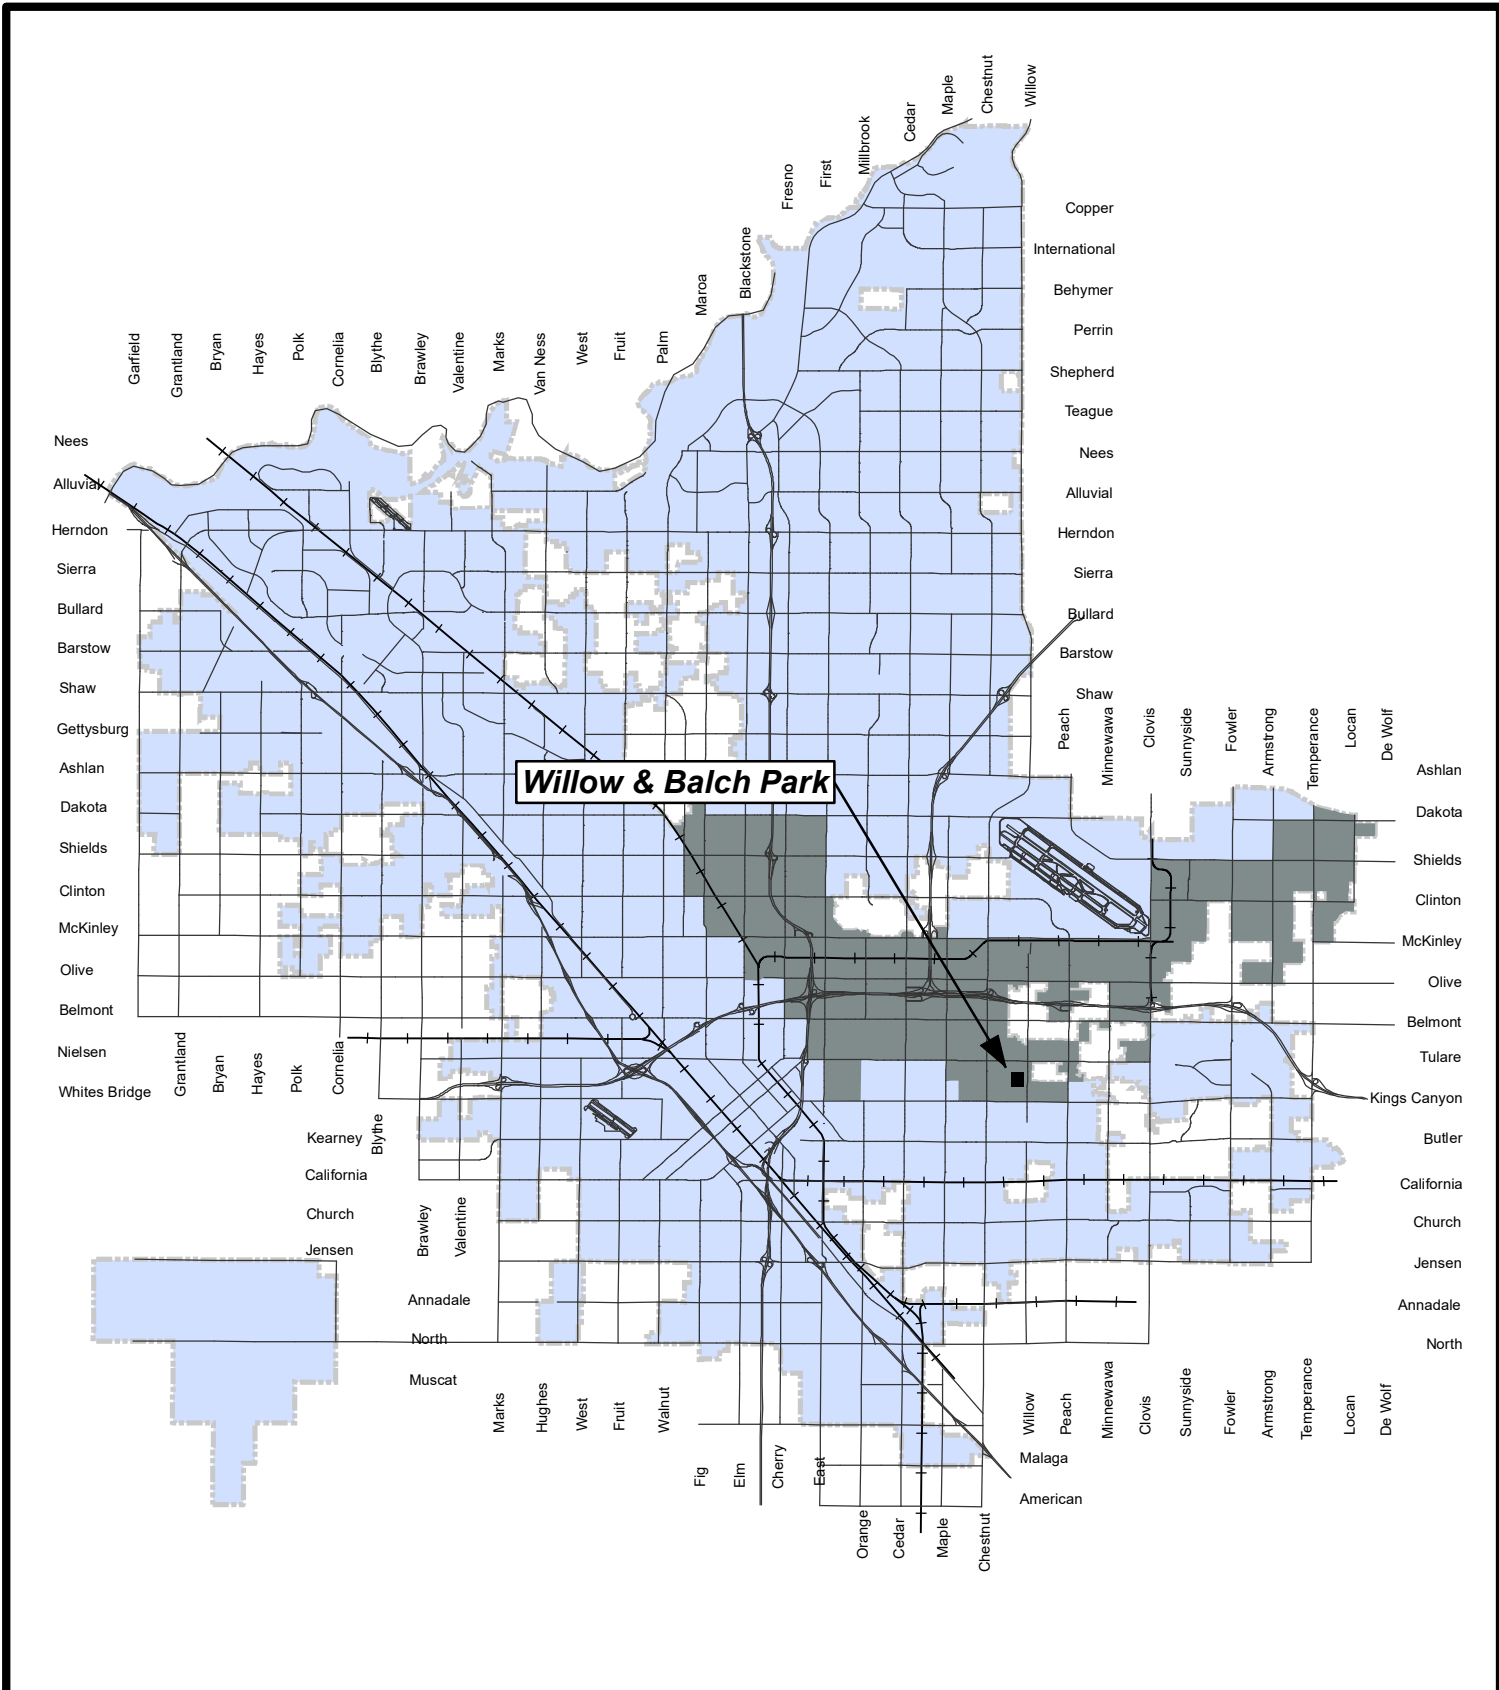 Chestnut
Willow
Maple
Cedar
Millbrook
First
Fresno
Blackstone
Maroa
Copper
International
Behymer
Perrin
Shepherd
Teague
Nees
Alluvial
Herndon
Sierra
Bullard
Barstow
Shaw
Garfield
Grantland
Bryan
Hayes
Polk
Cornelia
Blythe
Brawley
Valentine
Marks
Van Ness
West
Fruit
Palm
Nees
Alluvial
Herndon
Sierra
Bullard
Barstow
Shaw
Gettysburg
Ashlan
Dakota
Shields
Clinton
McKinley
Olive
Belmont
Nielsen
Whites Bridge
Willow & Balch Park
Peach
Minnewawa
Clovis
Sunnyside
Fowler
Armstrong
Temperance
Locan
De Wolf
Ashlan
Dakota
Shields
Clinton
McKinley
Olive
Belmont
Tulare
Kings Canyon
Butler
California
Church
Jensen
Annadale
North
Grantland
Bryan
Hayes
Polk
Cornelia
Blythe
Kearney
California
Church
Jensen
Brawley
Valentine
Annadale
North
Muscat
Marks
Hughes
West
Fruit
Walnut
Fig
Elm
Cherry
East
Orange
Cedar
Maple
Chestnut
Willow
Peach
Minnewawa
Clovis
Sunnyside
Fowler
Armstrong
Temperance
Locan
De Wolf
Malaga
American